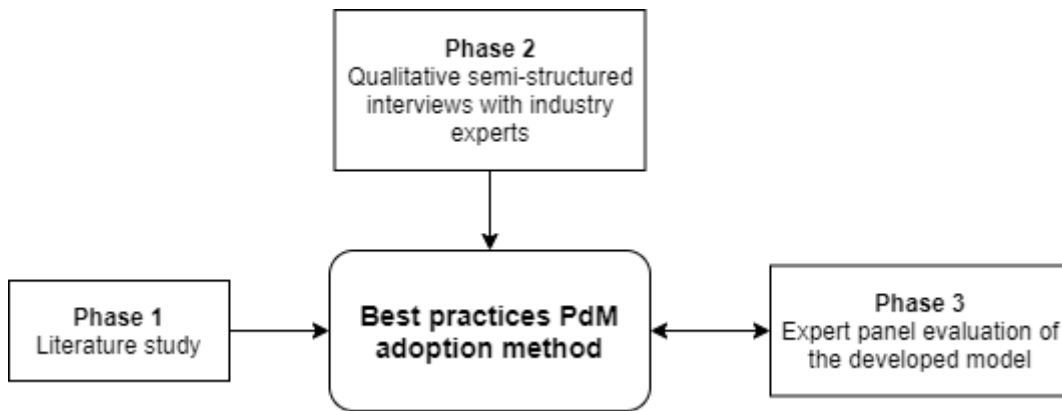 Phase 2
Qualitative semi-structured
interviews with industry
experts
Phase 1
Literature study
Best practices PdM
adoption method
Phase 3
Expert panel evaluation of
the developed model